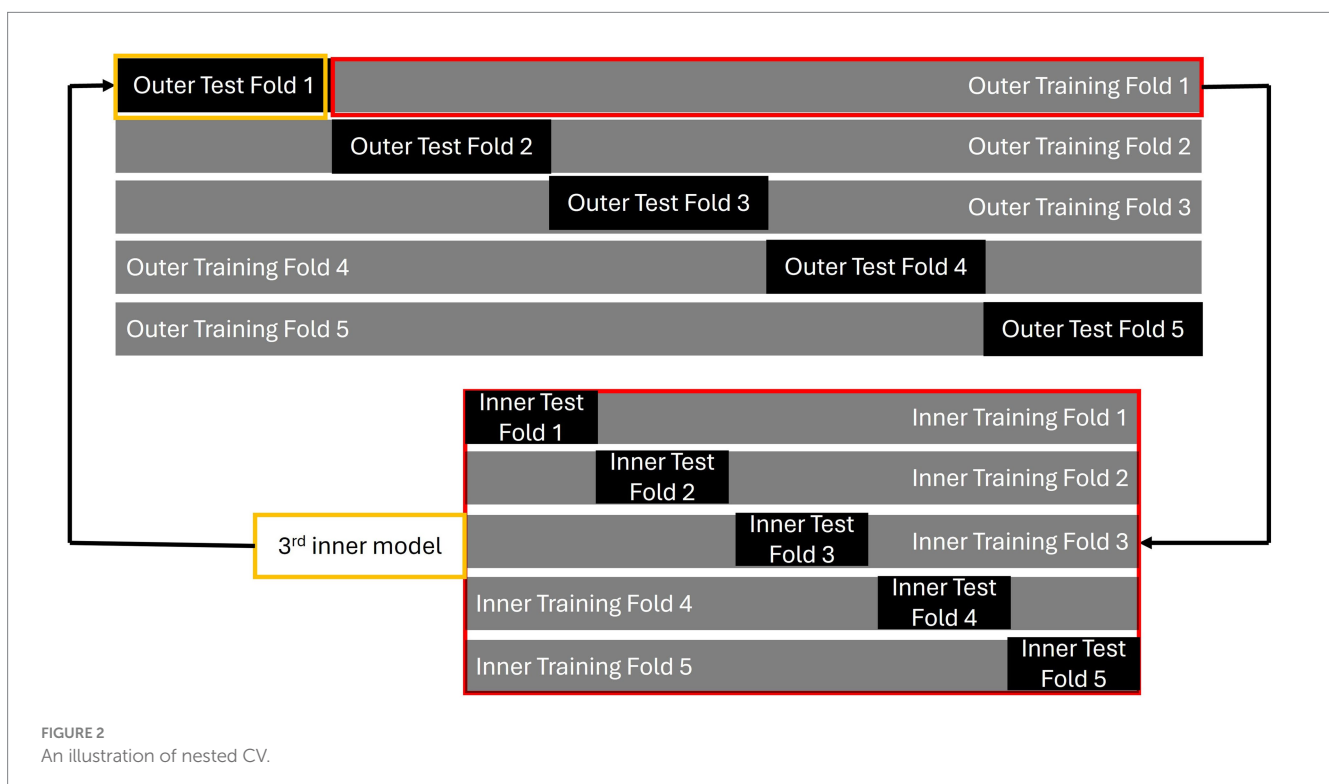 Outer Test Fold 1
Outer Training Fold 1
Outer Test Fold 2
Outer Training Fold 2
Outer Test Fold 3
Outer Training Fold 3
Outer Training Fold 4
Outer Test Fold 4
Outer Training Fold 5
Outer Test Fold 5
Inner Test
Fold 1
Inner Training Fold 1
Inner Test
Fold 2
Inner Training Fold 2
3rd inner model
Inner Test
Fold 3
Inner Training Fold 3
Inner Training Fold 4
Inner Test
Fold 4
Inner Training Fold 5
Inner Test
Fold 5
FIGURE 2
An illustration of nested CV.